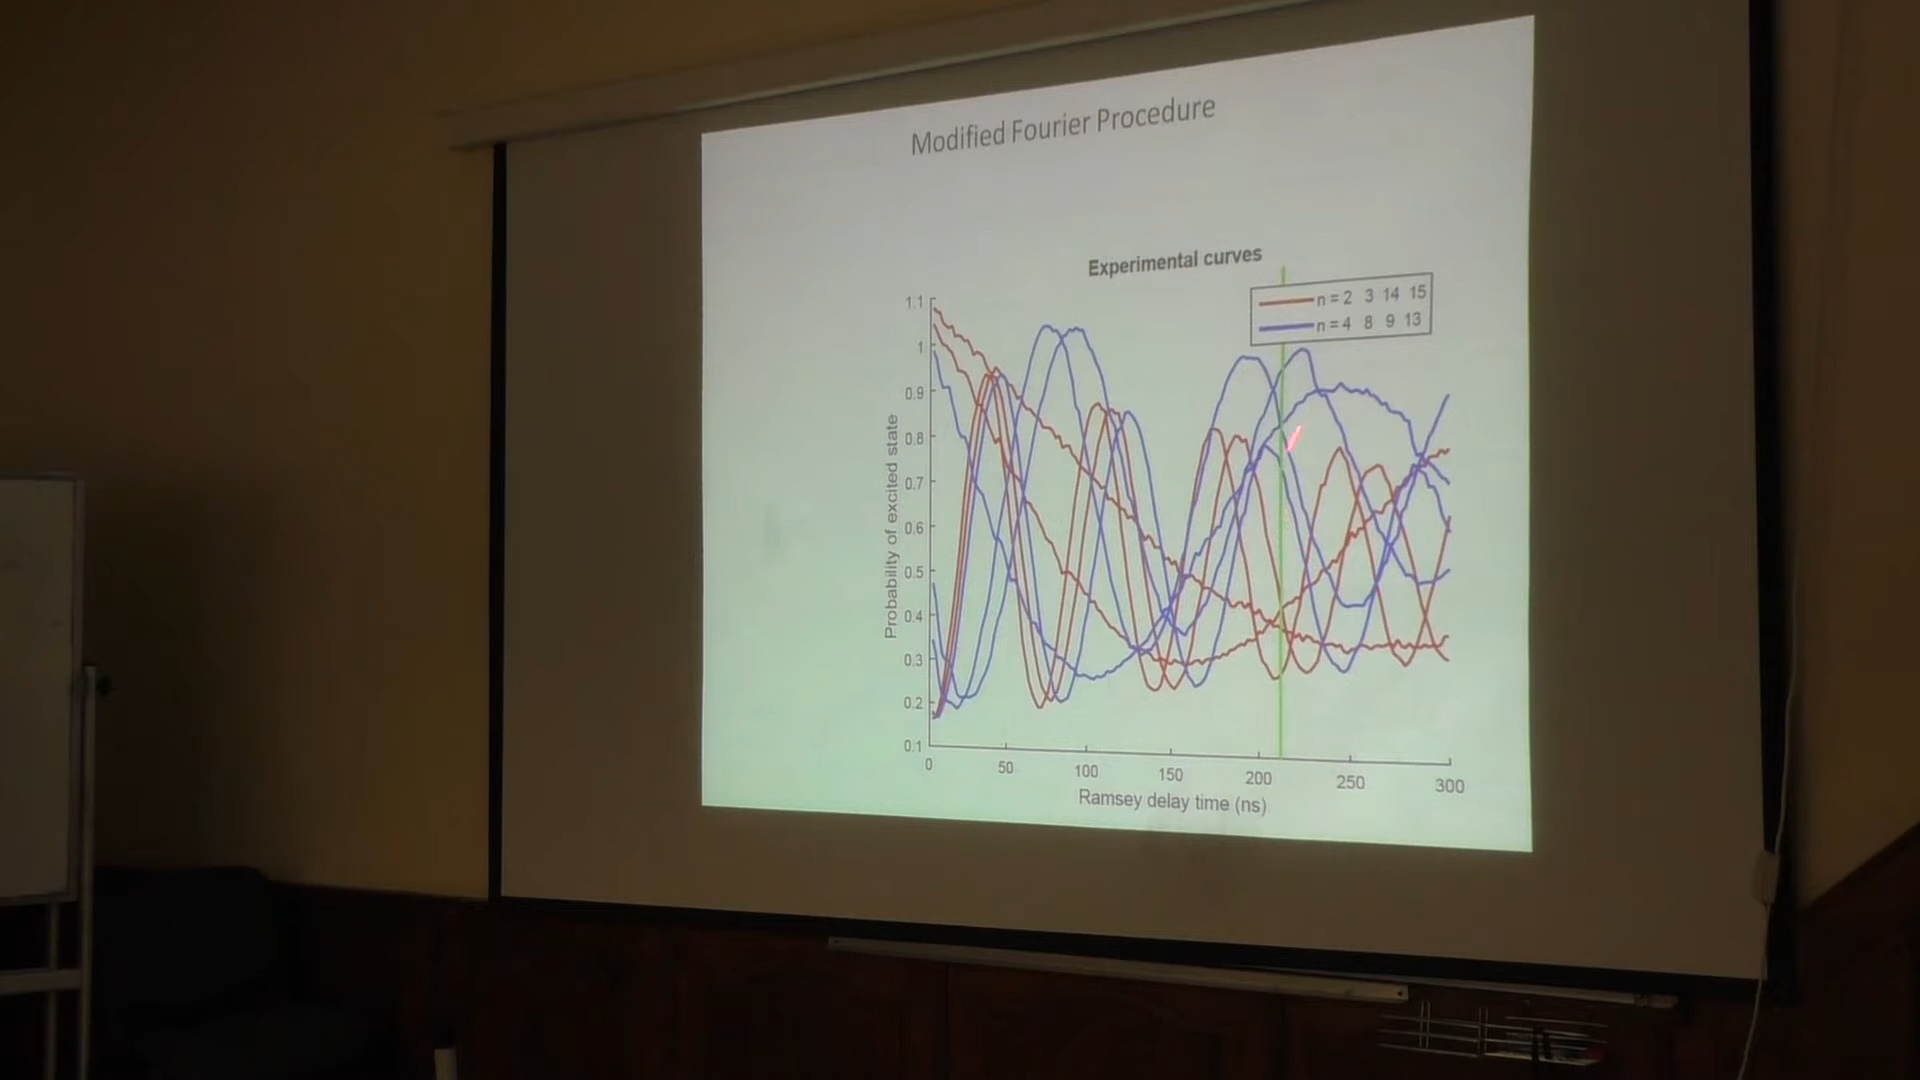 Modified Fourier Procedure
Experimental curves
n = 2 3 14 15
n = 4 8 9 13
Probability of excited state
1.1
1
0.9
0.8
0.7
0.6
0.5
0.4
0.3
0.2
0.1
0 50 100 150 200 250 300
Ramsey delay time (ns)